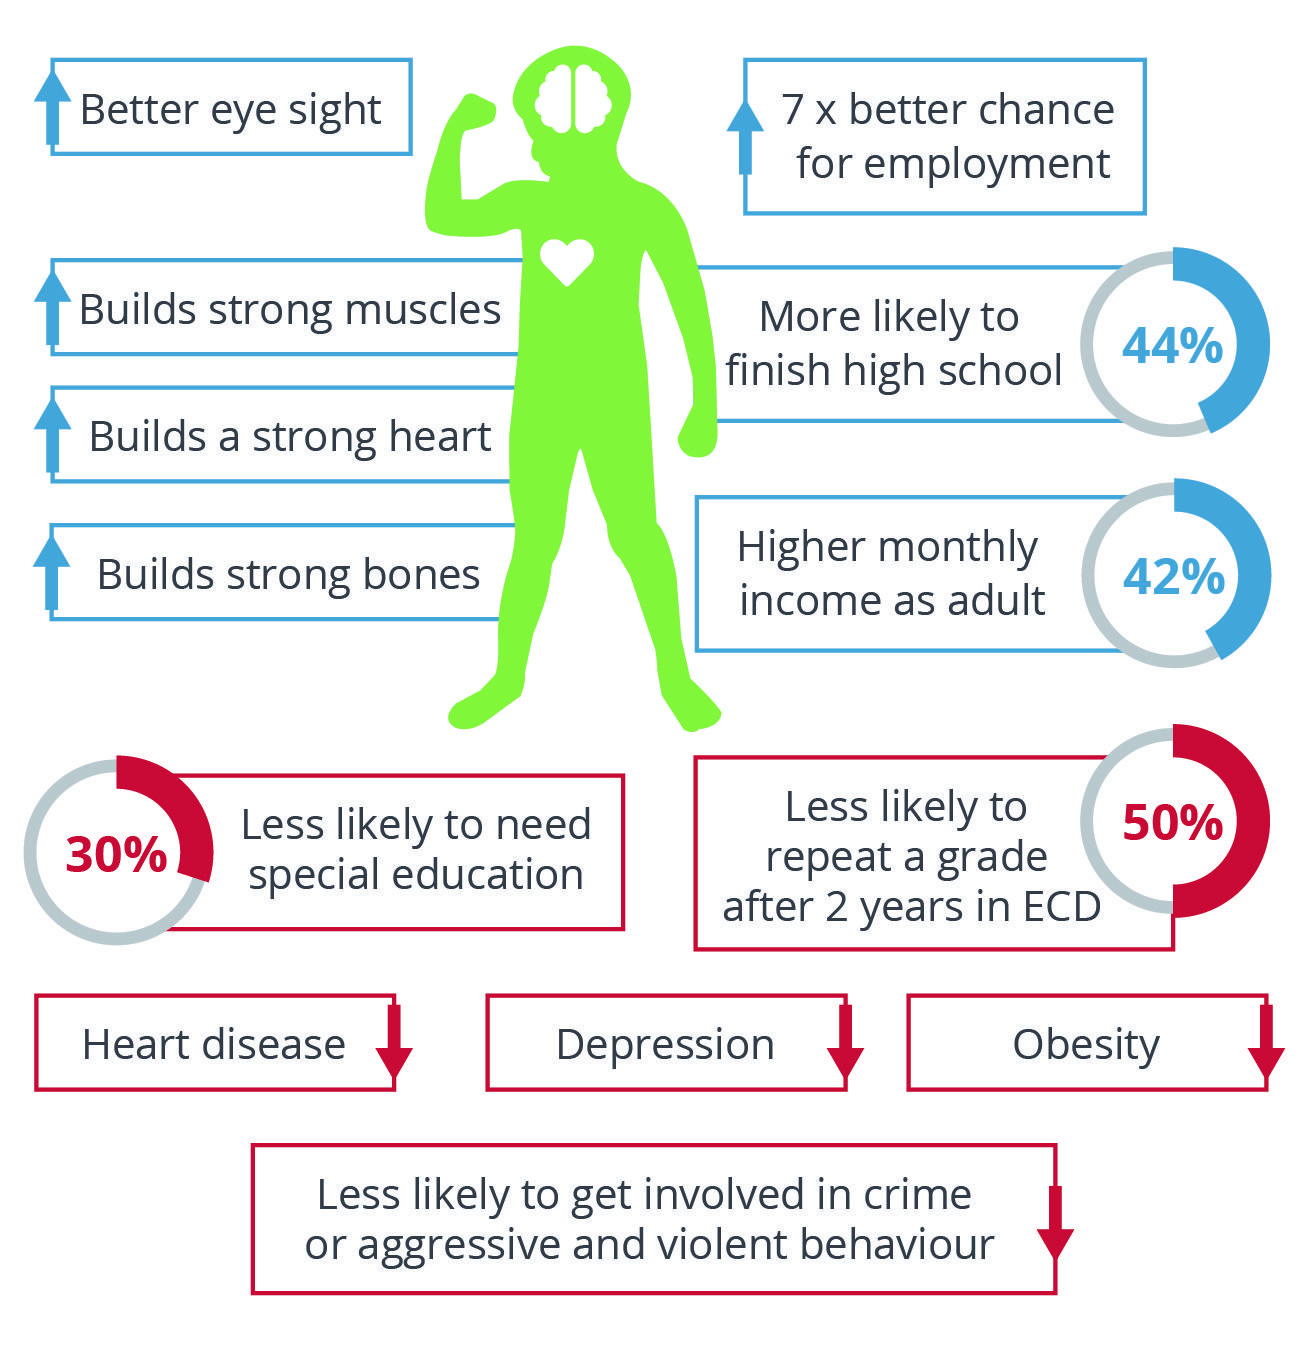 Better eye sight
7 x better chance
for employment
Builds strong muscles
More likely to
finish high school
44%
Builds a strong heart
Builds strong bones
Higher monthly
income as adult
42%
30%
Less likely to need
special education
Less likely to
repeat a grade
after 2 years in ECD
50%
Heart disease
Depression
Obesity
Less likely to get involved in crime
or aggressive and violent behaviour